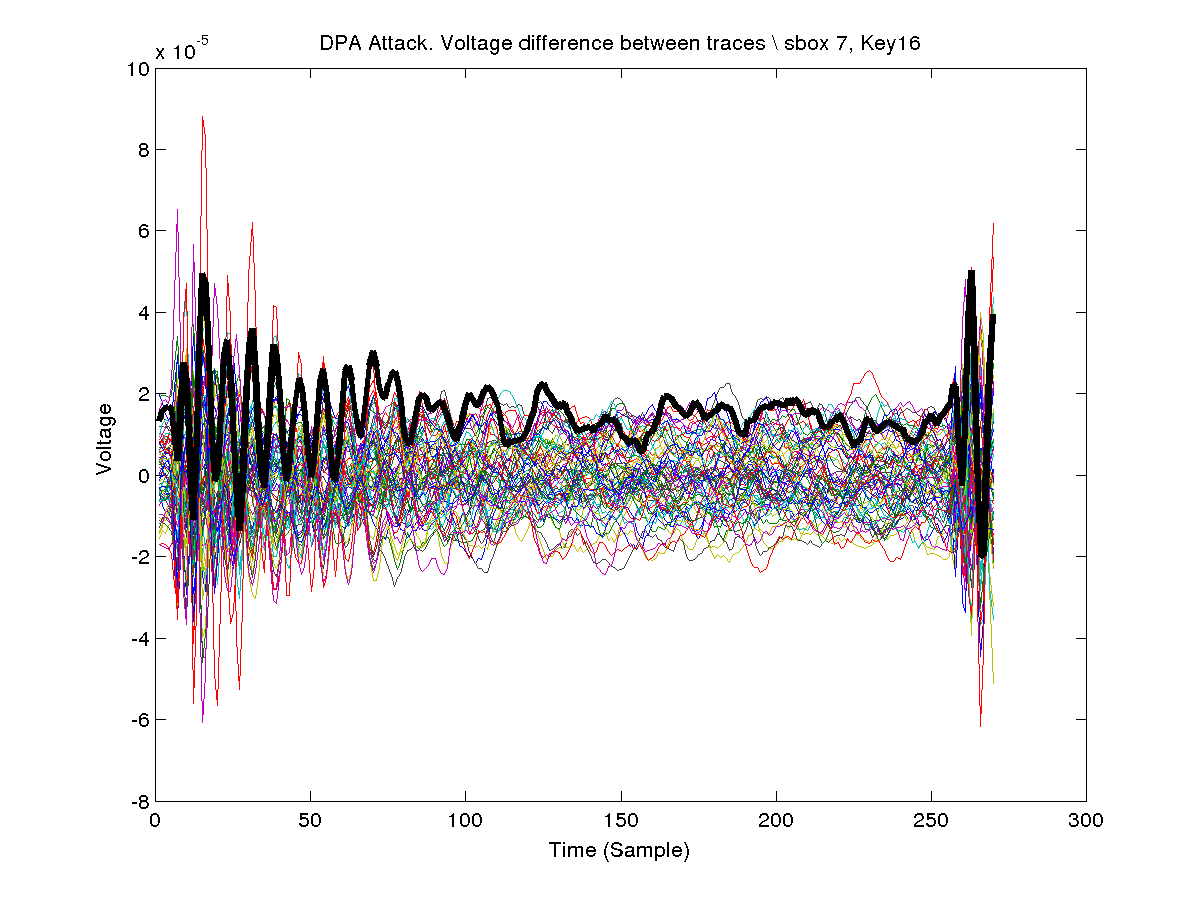 DPA Attack. Voltage difference between traces \ sbox 7, Key16
x 10-5
10
8
6
4
2
0
-2
-4
-6
-8
Voltage
0 50 100 150 200 250 300
Time (Sample)